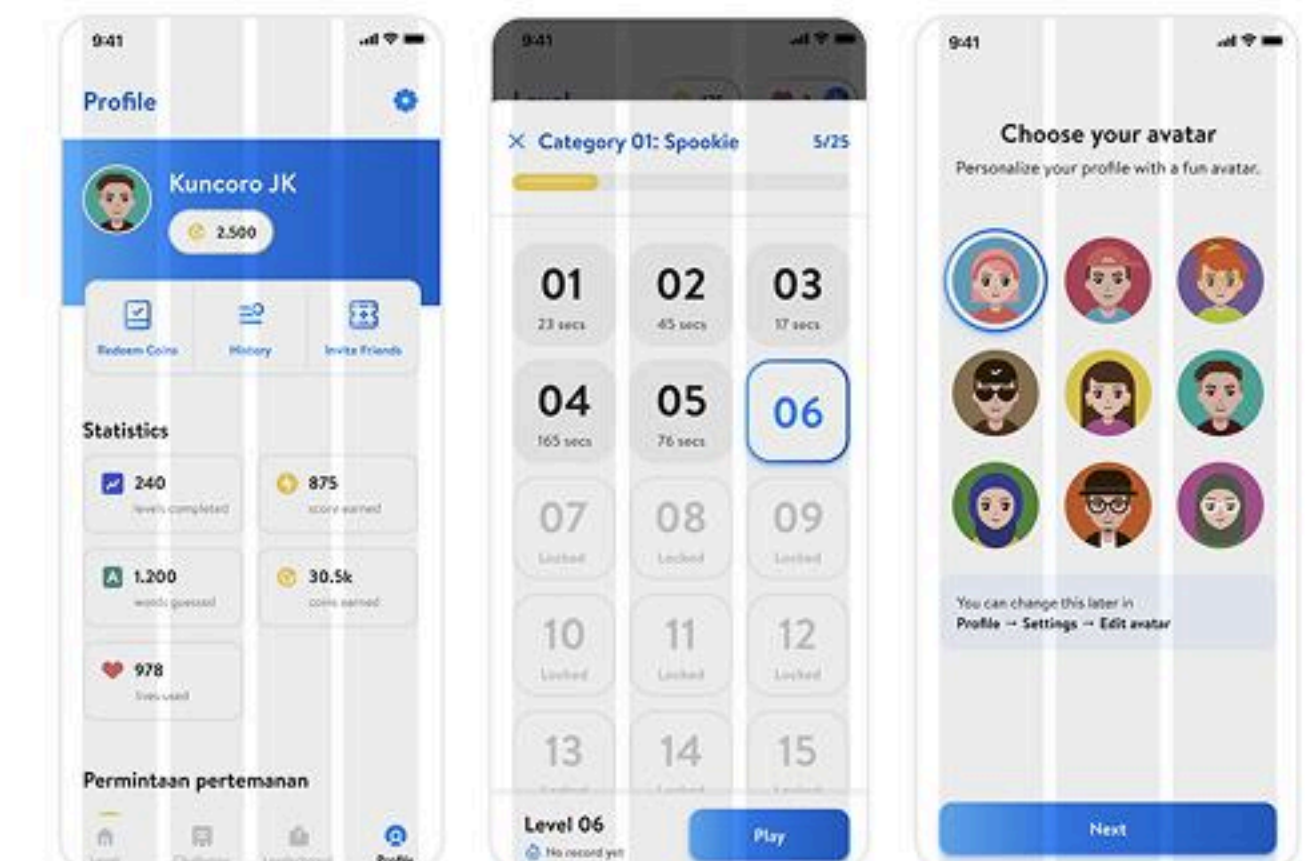 9:41
Profile
Kuncoro JK
2.500
Redeem Coins
History
Invite Friends
Statistics
240
levels completed
875
score earned
1.200
words guessed
30.5k
coins earned
978
lives used
Permintaan pertemanan
Profile
9:41
Level
Category 01: Spookie
5/25
01
23 secs
02
45 secs
03
17 secs
04
165 secs
05
76 secs
06
07
Locked
08
Locked
09
Locked
10
Locked
11
Locked
12
Locked
13
14
15
Level 06
No record yet
Play
9:41
Choose your avatar
Personalize your profile with a fun avatar.
You can change this later in
Profile → Settings → Edit avatar
Next